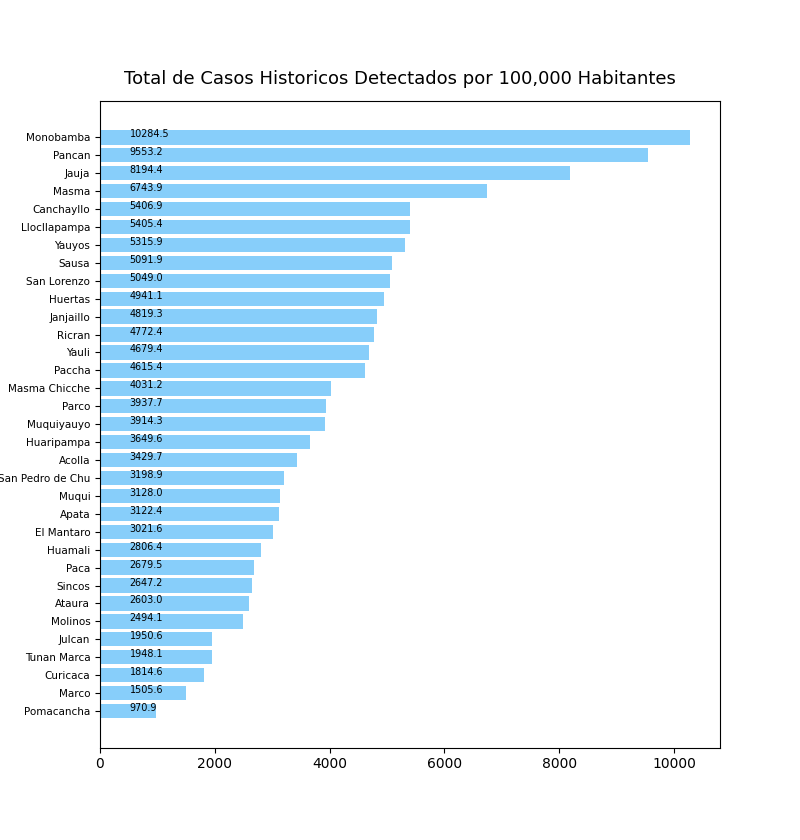 Total de Casos Historicos Detectados por 100,000 Habitantes
Monobamba 10284.5
Pancan 9553.2
Jauja 8194.4
Masma 6743.9
Canchayllo 5406.9
Llocllapampa 5405.4
Yauyos 5315.9
Sausa 5091.9
San Lorenzo 5049.0
Huertas 4941.1
Janjaillo 4819.3
Ricran 4772.4
Yauli 4679.4
Paccha 4615.4
Masma Chicche 4031.2
Parco 3937.7
Muquiyauyo 3914.3
Huaripampa 3649.6
Acolla 3429.7
San Pedro de Chu 3198.9
Muqui 3128.0
Apata 3122.4
El Mantaro 3021.6
Huamali 2806.4
Paca 2679.5
Sincos 2647.2
Ataura 2603.0
Molinos 2494.1
Julcan 1950.6
Tunan Marca 1948.1
Curicaca 1814.6
Marco 1505.6
Pomacancha 970.9
0 2000 4000 6000 8000 10000